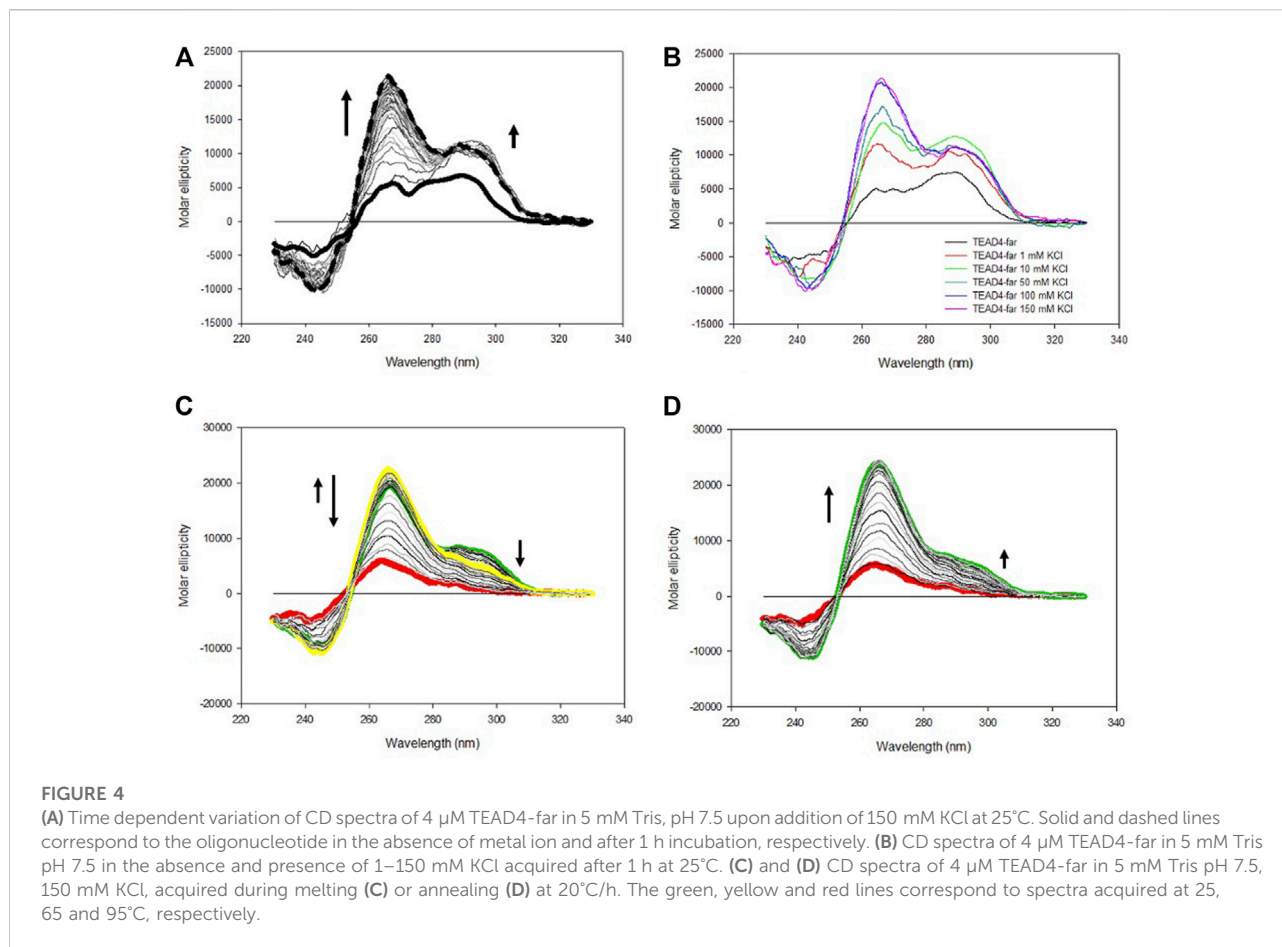 A
25000
20000
15000
10000
5000
0
-5000
-10000
-15000
Molar ellipticity
220 240 260 280 300 320 340
Wavelength (nm)
B
25000
20000
15000
10000
5000
0
-5000
-10000
-15000
Molar ellipticity
TEAD4-far
TEAD4-far 1 mM KCl
TEAD4-far 10 mM KCl
TEAD4-far 50 mM KCl
TEAD4-far 100 mM KCl
TEAD4-far 150 mM KCl
220 240 260 280 300 320 340
Wavelength (nm)
C
30000
20000
10000
0
-10000
-20000
Molar ellipticity
220 240 260 280 300 320 340
Wavelength (nm)
D
30000
20000
10000
0
-10000
-20000
Molar ellipticity
220 240 260 280 300 320 340
Wavelength (nm)
FIGURE 4
(A) Time dependent variation of CD spectra of 4 μM TEAD4-far in 5 mM Tris, pH 7.5 upon addition of 150 mM KCl at 25°C. Solid and dashed lines
correspond to the oligonucleotide in the absence of metal ion and after 1 h incubation, respectively. (B) CD spectra of 4 μM TEAD4-far in 5 mM Tris
pH 7.5 in the absence and presence of 1–150 mM KCl acquired after 1 h at 25°C. (C) and (D) CD spectra of 4 μM TEAD4-far in 5 mM Tris pH 7.5,
150 mM KCl, acquired during melting (C) or annealing (D) at 20°C/h. The green, yellow and red lines correspond to spectra acquired at 25,
65 and 95°C, respectively.